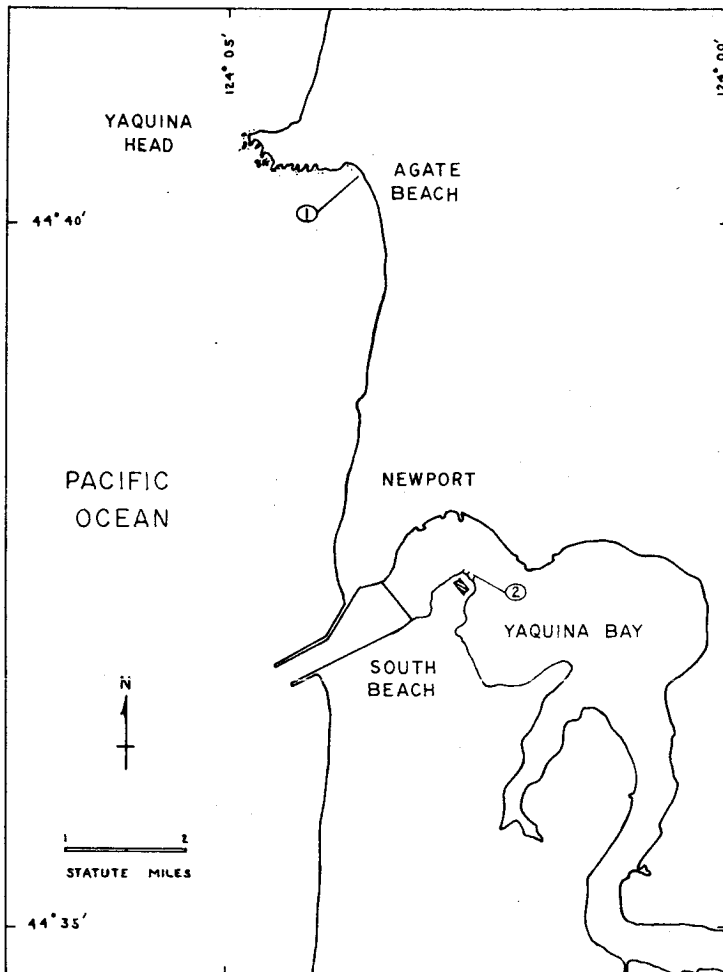 124° 05'
124° 00'
YAQUINA
HEAD
AGATE
BEACH
1
44° 40'
PACIFIC
OCEAN
NEWPORT
2
YAQUINA BAY
SOUTH
BEACH
N
1 2
STATUTE MILES
44° 35'